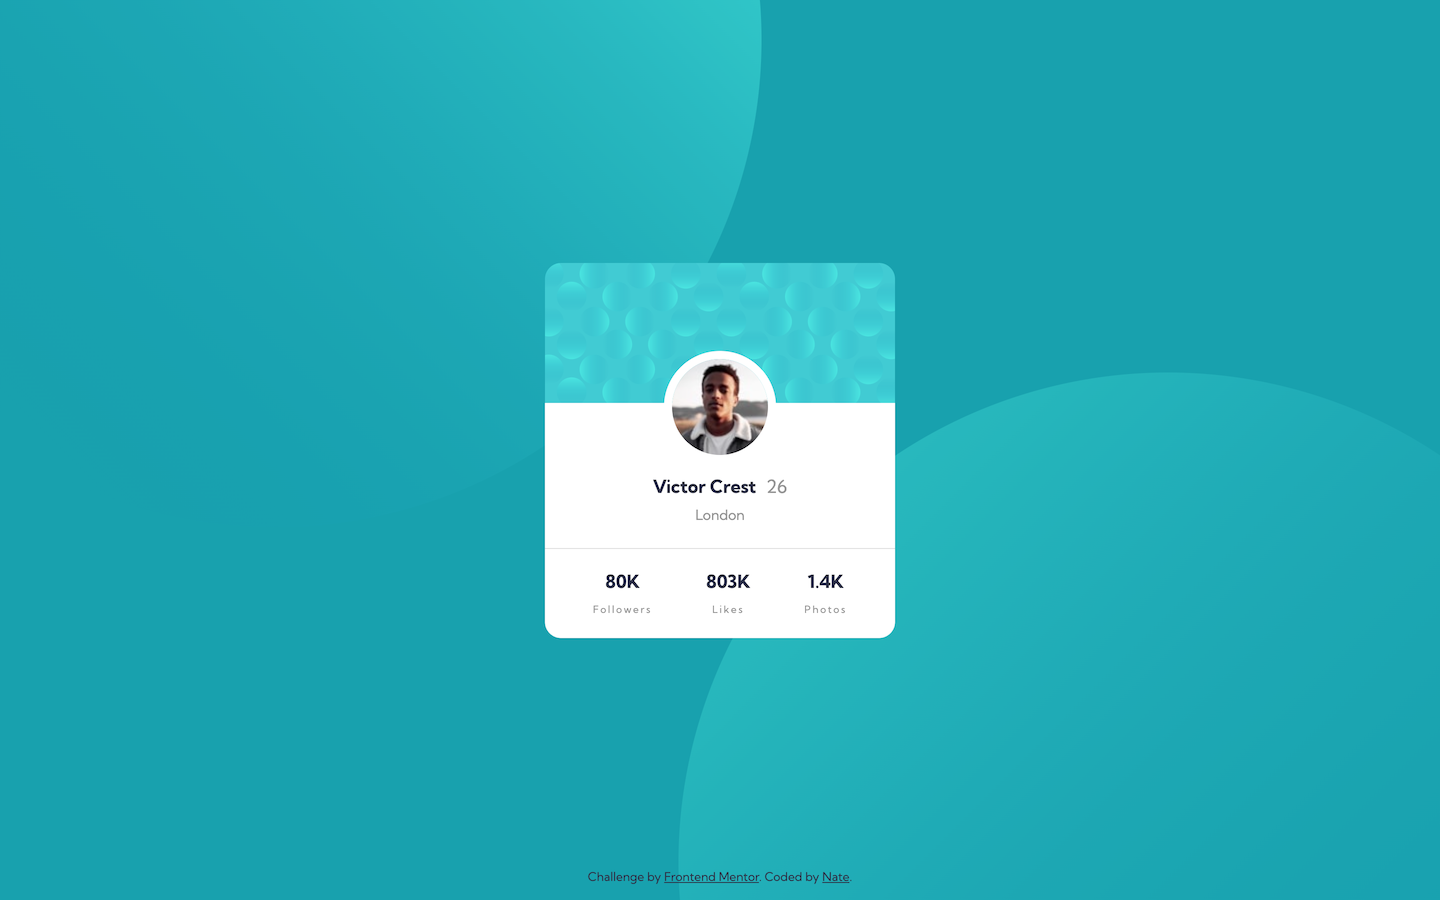 Victor Crest 26
London
80K 803K 1.4K
Followers Likes Photos
Challenge by Frontend Mentor. Coded by Nate.